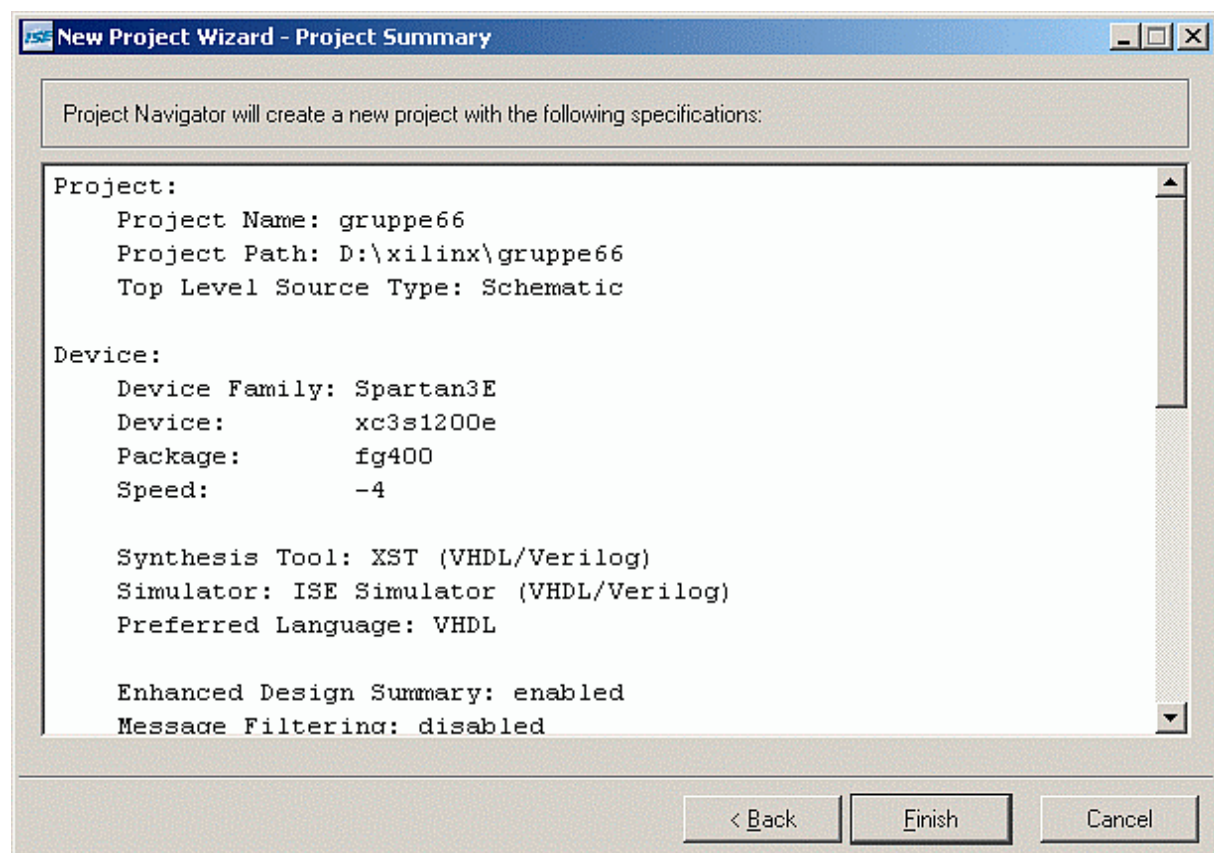 ISE New Project Wizard - Project Summary
Project Navigator will create a new project with the following specifications:
Project:
Project Name: gruppe66
Project Path: D:\xilinx\gruppe66
Top Level Source Type: Schematic
Device:
Device Family: Spartan3E
Device: xc3s1200e
Package: fg400
Speed: -4
Synthesis Tool: XST (VHDL/Verilog)
Simulator: ISE Simulator (VHDL/Verilog)
Preferred Language: VHDL
Enhanced Design Summary: enabled
Message Filtering: disabled
< Back Finish Cancel